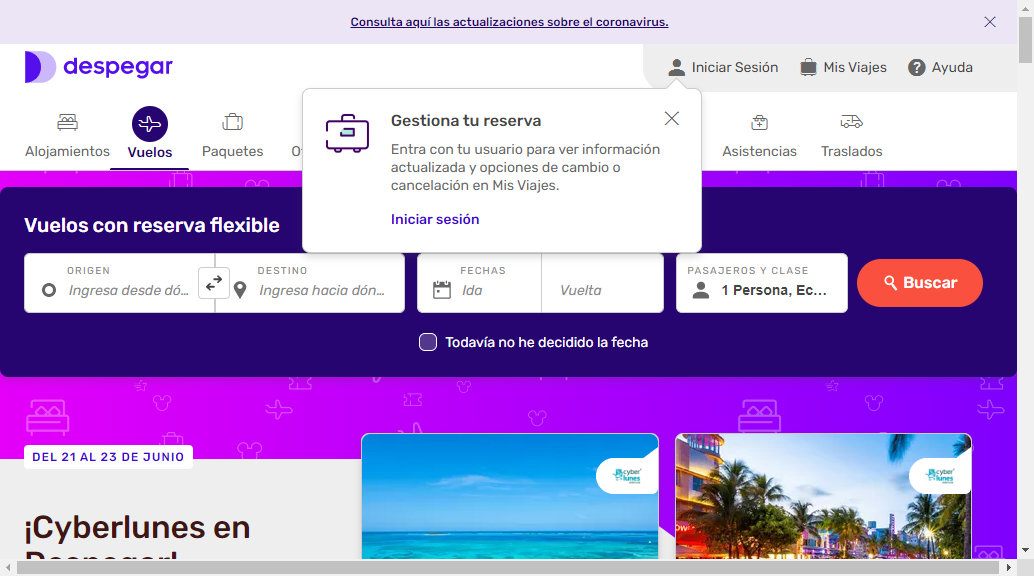 Consulta aquí las actualizaciones sobre el coronavirus.
despegar
Iniciar Sesión
Mis Viajes
Ayuda
Alojamientos
Vuelos
Paquetes
Asistencias
Traslados
Gestiona tu reserva
Entra con tu usuario para ver información
actualizada y opciones de cambio o
cancelación en Mis Viajes.
Iniciar sesión
Vuelos con reserva flexible
ORIGEN
Ingresa desde dó...
DESTINO
Ingresa hacia dón...
FECHAS
Ida
Vuelta
PASAJEROS Y CLASE
1 Persona, Ec...
Buscar
Todavía no he decidido la fecha
DEL 21 AL 23 DE JUNIO
cyber
lunes
cyber
lunes
¡Cyberlunes en
Despegar!